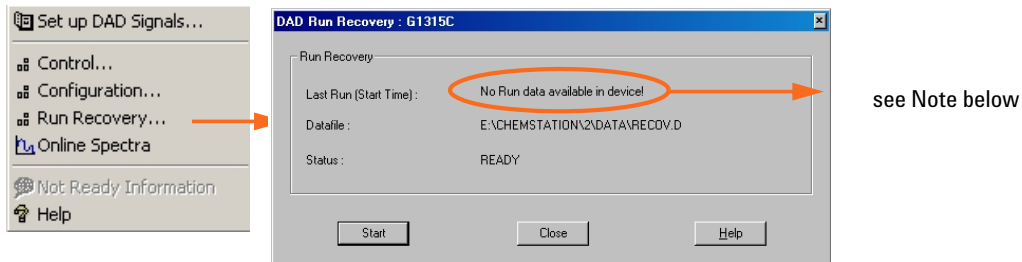 Set up DAD Signals...
Control...
Configuration...
Run Recovery...
Online Spectra
Not Ready Information
Help
DAD Run Recovery : G1315C
Run Recovery
Last Run (Start Time) : No Run data available in device!
Datafile : E:\CHEMSTATION\2\DATA\RECOV.D
Status : READY
Start Close Help
see Note below